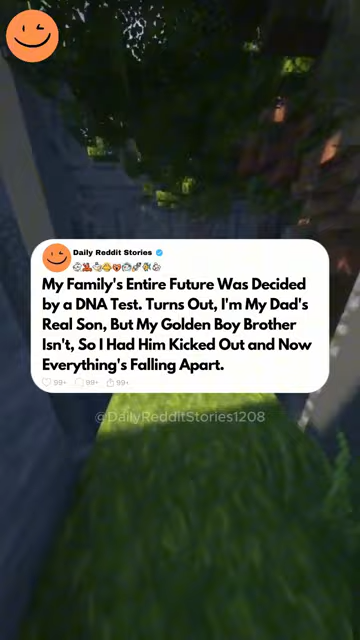 Daily Reddit Stories
My Family's Entire Future Was Decided
by a DNA Test. Turns Out, I'm My Dad's
Real Son, But My Golden Boy Brother
Isn't, So I Had Him Kicked Out and Now
Everything's Falling Apart.
99+ 99+ 99+
@DailyRedditStories1208